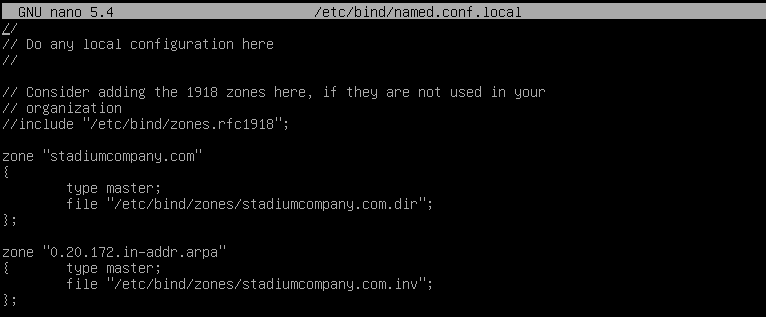 GNU nano 5.4 /etc/bind/named.conf.local
//
// Do any local configuration here
//
// Consider adding the 1918 zones here, if they are not used in your
// organization
//include "/etc/bind/zones.rfc1918";
zone "stadiumcompany.com"
{
type master;
file "/etc/bind/zones/stadiumcompany.com.dir";
};
zone "0.20.172.in-addr.arpa"
{ type master;
file "/etc/bind/zones/stadiumcompany.com.inv";
};